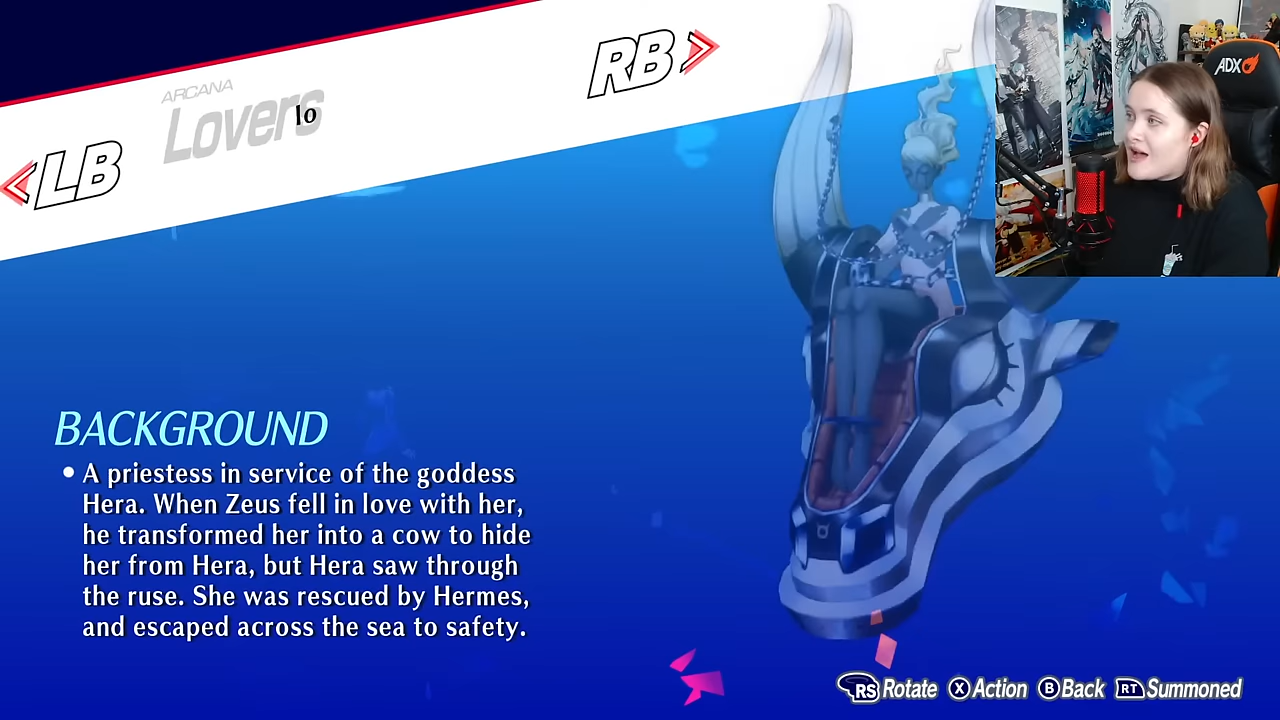 ARCANA
Lovers
Io
LB
RB
ADX
BACKGROUND
• A priestess in service of the goddess
Hera. When Zeus fell in love with her,
he transformed her into a cow to hide
her from Hera, but Hera saw through
the ruse. She was rescued by Hermes,
and escaped across the sea to safety.
RS Rotate X Action B Back RT Summoned